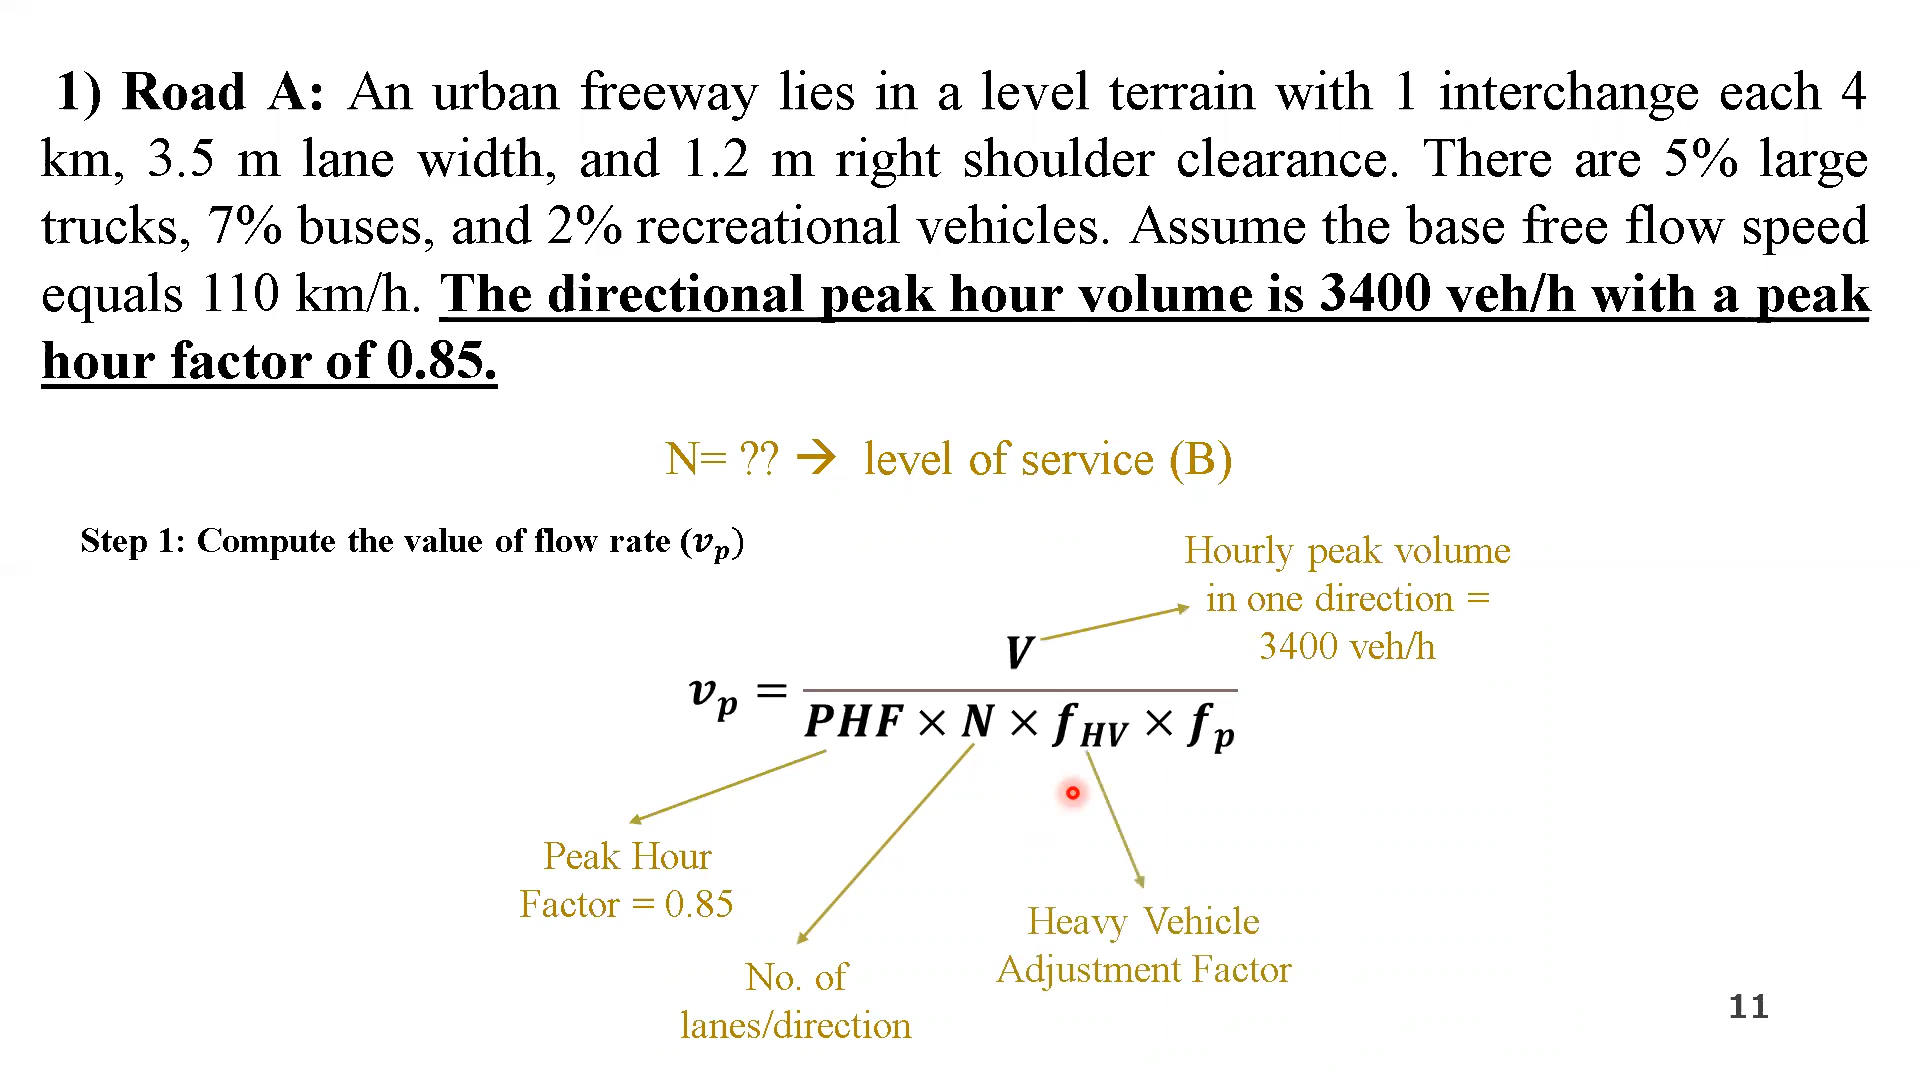 1) Road A: An urban freeway lies in a level terrain with 1 interchange each 4
km, 3.5 m lane width, and 1.2 m right shoulder clearance. There are 5% large
trucks, 7% buses, and 2% recreational vehicles. Assume the base free flow speed
equals 110 km/h. The directional peak hour volume is 3400 veh/h with a peak
hour factor of 0.85.
N= ?? → level of service (B)
Step 1: Compute the value of flow rate (v_p)
Hourly peak volume
in one direction =
3400 veh/h
V
v_p =
PHF × N × f_HV × f_p
Peak Hour
Factor = 0.85
No. of
lanes/direction
Heavy Vehicle
Adjustment Factor
11